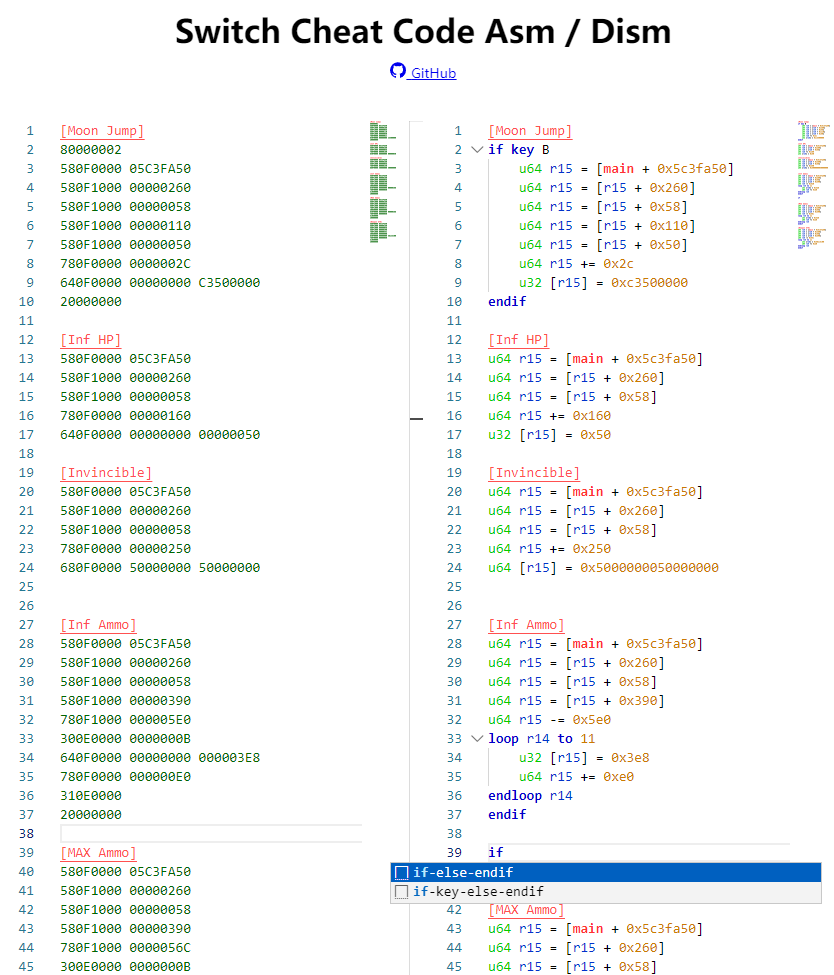 Switch Cheat Code Asm / Dism
GitHub
1 [Moon Jump]
2 80000002
3 580F0000 05C3FA50
4 580F1000 00000260
5 580F1000 00000058
6 580F1000 00000110
7 580F1000 00000050
8 780F0000 0000002C
9 640F0000 00000000 C3500000
10 20000000
11
12 [Inf HP]
13 580F0000 05C3FA50
14 580F1000 00000260
15 580F1000 00000058
16 780F0000 00000160
17 640F0000 00000000 00000050
18
19 [Invincible]
20 580F0000 05C3FA50
21 580F1000 00000260
22 580F1000 00000058
23 780F0000 00000250
24 680F0000 50000000 50000000
25
26
27 [Inf Ammo]
28 580F0000 05C3FA50
29 580F1000 00000260
30 580F1000 00000058
31 580F1000 00000390
32 780F1000 000005E0
33 300E0000 0000000B
34 640F0000 00000000 000003E8
35 780F0000 000000E0
36 310E0000
37 20000000
38
39 [MAX Ammo]
40 580F0000 05C3FA50
41 580F1000 00000260
42 580F1000 00000058
43 580F1000 00000390
44 780F1000 0000056C
45 300E0000 0000000B
1 [Moon Jump]
2 if key B
3 u64 r15 = [main + 0x5c3fa50]
4 u64 r15 = [r15 + 0x260]
5 u64 r15 = [r15 + 0x58]
6 u64 r15 = [r15 + 0x110]
7 u64 r15 = [r15 + 0x50]
8 u64 r15 += 0x2c
9 u32 [r15] = 0xc3500000
10 endif
11
12 [Inf HP]
13 u64 r15 = [main + 0x5c3fa50]
14 u64 r15 = [r15 + 0x260]
15 u64 r15 = [r15 + 0x58]
16 u64 r15 += 0x160
17 u32 [r15] = 0x50
18
19 [Invincible]
20 u64 r15 = [main + 0x5c3fa50]
21 u64 r15 = [r15 + 0x260]
22 u64 r15 = [r15 + 0x58]
23 u64 r15 += 0x250
24 u64 [r15] = 0x5000000050000000
25
26
27 [Inf Ammo]
28 u64 r15 = [main + 0x5c3fa50]
29 u64 r15 = [r15 + 0x260]
30 u64 r15 = [r15 + 0x58]
31 u64 r15 = [r15 + 0x390]
32 u64 r15 -= 0x5e0
33 loop r14 to 11
34 u32 [r15] = 0x3e8
35 u64 r15 += 0xe0
36 endloop r14
37 endif
38
39 if
if-else-endif
if-key-else-endif
42 [MAX Ammo]
43 u64 r15 = [main + 0x5c3fa50]
44 u64 r15 = [r15 + 0x260]
45 u64 r15 = [r15 + 0x58]